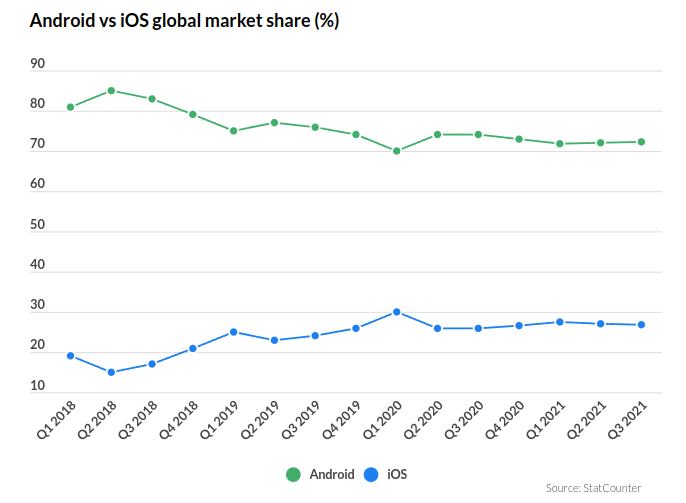 Android vs iOS global market share (%)
90
80
70
60
50
40
30
20
10
Q1 2018
Q2 2018
Q3 2018
Q4 2018
Q1 2019
Q2 2019
Q3 2019
Q4 2019
Q1 2020
Q2 2020
Q3 2020
Q4 2020
Q1 2021
Q2 2021
Q3 2021
Android iOS
Source: StatCounter